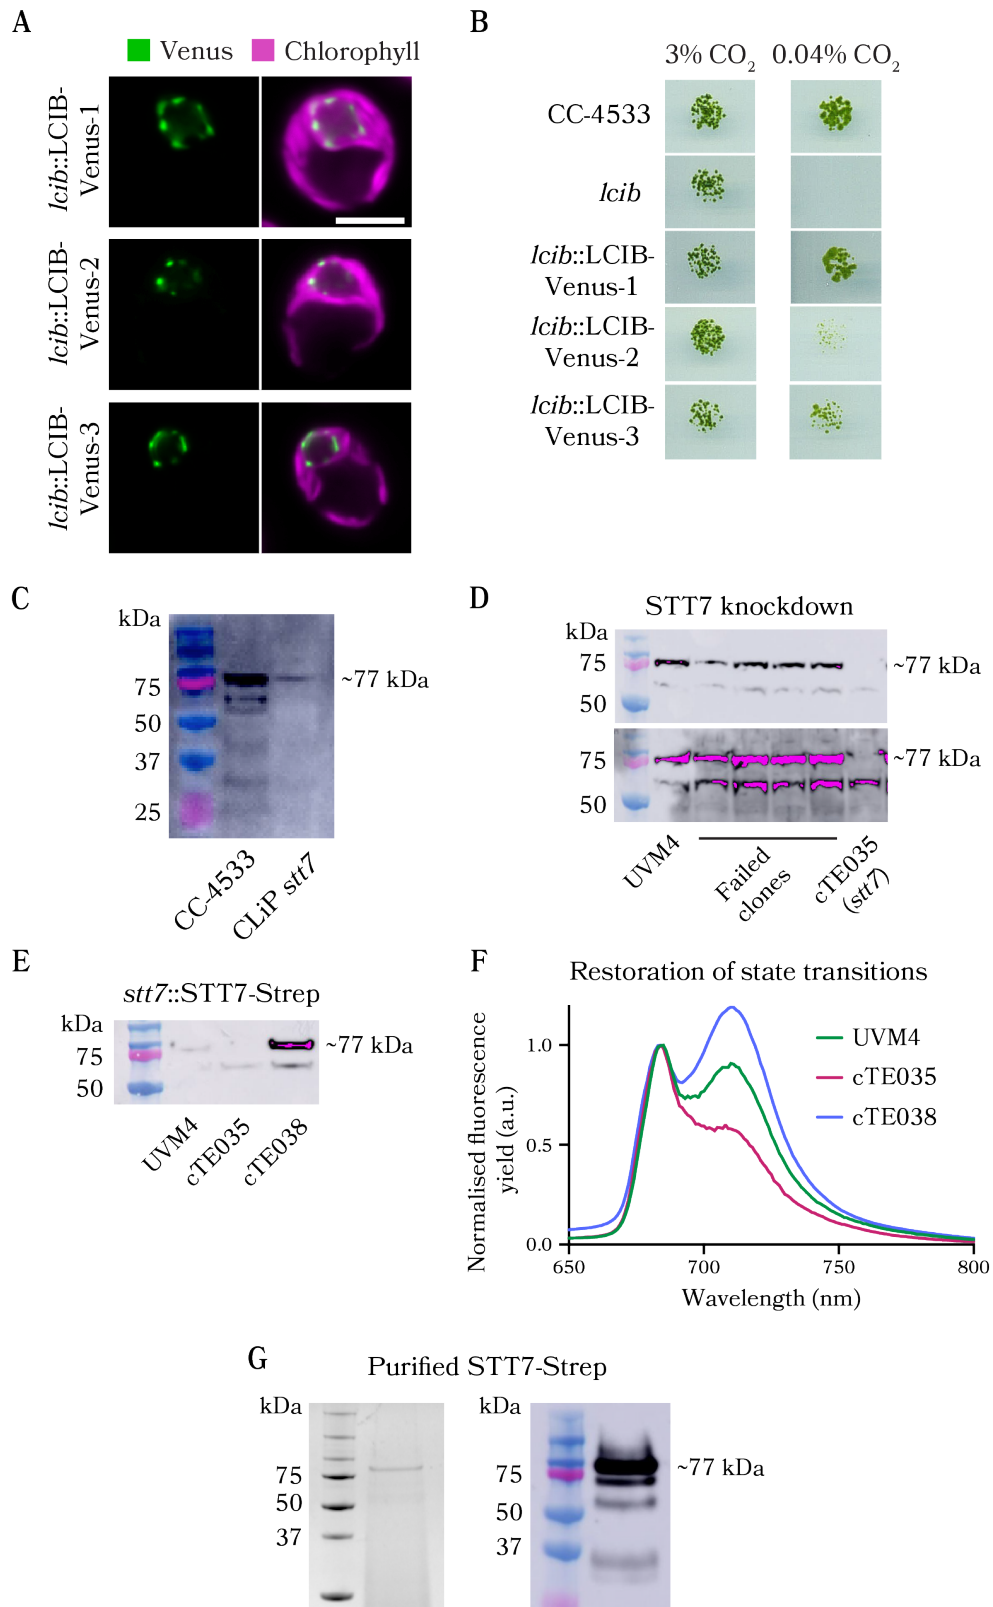 A
Venus Chlorophyll
lcib::LCIB-
Venus-1
lcib::LCIB-
Venus-2
lcib::LCIB-
Venus-3
B
3% CO2 0.04% CO2
CC-4533
lcib
lcib::LCIB-
Venus-1
lcib::LCIB-
Venus-2
lcib::LCIB-
Venus-3
C
kDa
75
50
37
25
~77 kDa
CC-4533
CLiP stt7
D
STT7 knockdown
kDa
75
50
~77 kDa
75
50
~77 kDa
UVM4
Failed
clones
cTE035
(stt7)
E
stt7::STT7-Strep
kDa
75
50
~77 kDa
UVM4
cTE035
cTE038
F
Restoration of state transitions
Normalised fluorescence
yield (a.u.)
1.0
0.5
0.0
650 700 750 800
Wavelength (nm)
UVM4
cTE035
cTE038
G
Purified STT7-Strep
kDa
75
50
37
kDa
75
50
37
~77 kDa